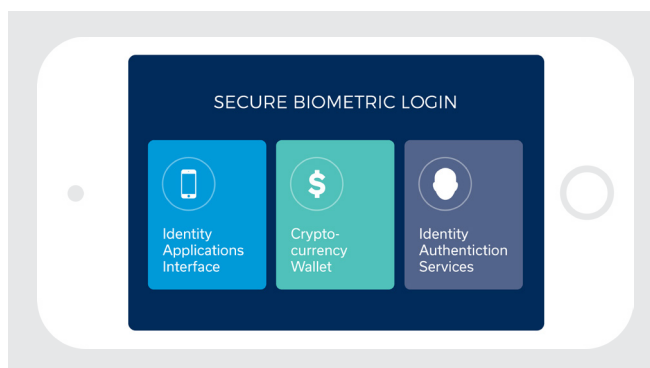 SECURE BIOMETRIC LOGIN
Identity
Applications
Interface
Crypto-
currency
Wallet
Identity
Authentiction
Services